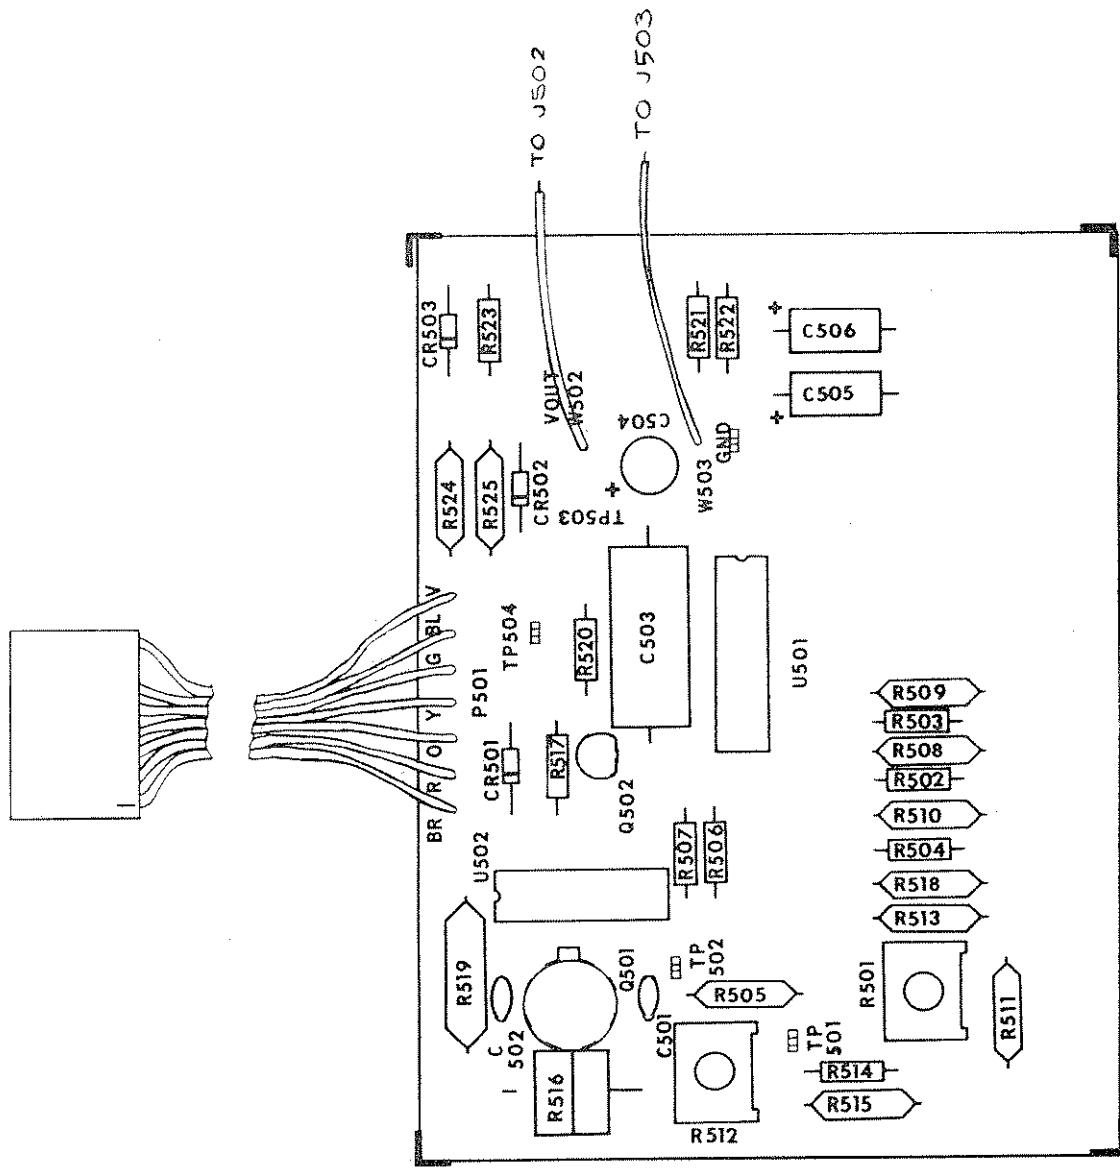 TO J502
TO J503
CR503
R523
VOUT
W502
R521
R522
C506
C505
C504
GND
W503
TP503
R524
R525
CR502
BR R O Y G BL V
P501
TP504
R520
C503
U501
CR501
R517
Q502
U502
R507
R506
R509
R503
R508
R502
R510
R504
R518
R513
R519
C
502
R516
Q501
C501
TP
502
R505
R512
TP
501
R514
R515
R501
R511